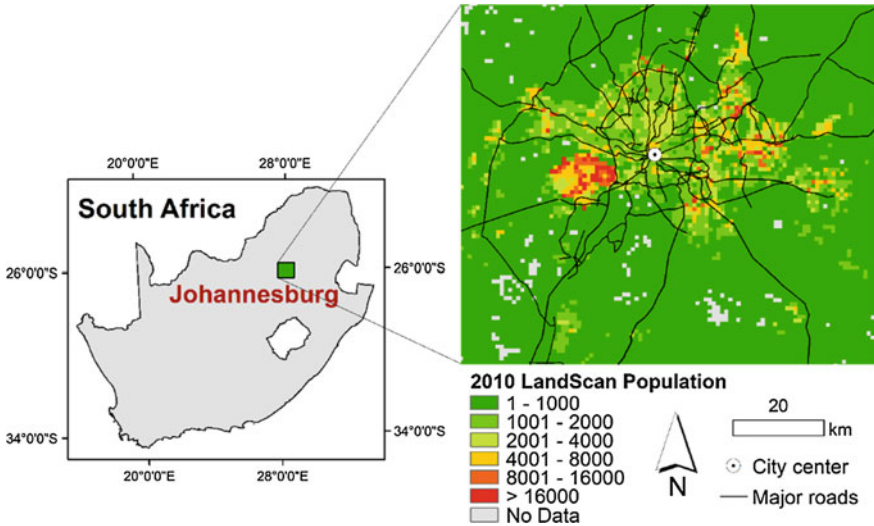 20°0'0"E
28°0'0"E
South Africa
26°0'0"S
26°0'0"S
Johannesburg
34°0'0"S
34°0'0"S
20°0'0"E
28°0'0"E
2010 LandScan Population
1 - 1000
1001 - 2000
2001 - 4000
4001 - 8000
8001 - 16000
> 16000
No Data
N
20
km
City center
Major roads